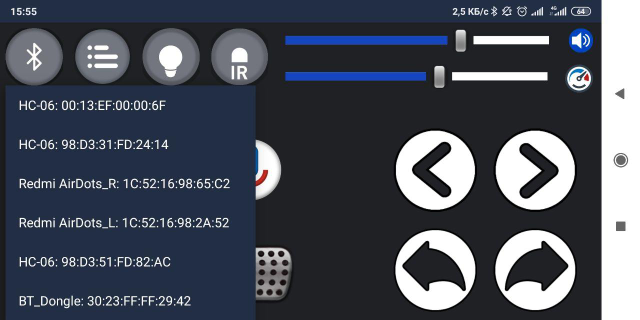 15:55
2,5 КБ/с
4G
64
IR
HC-06: 00:13:EF:00:00:6F
HC-06: 98:D3:31:FD:24:14
Redmi AirDots_R: 1C:52:16:98:65:C2
Redmi AirDots_L: 1C:52:16:98:2A:52
HC-06: 98:D3:51:FD:82:AC
BT_Dongle: 30:23:FF:FF:29:42